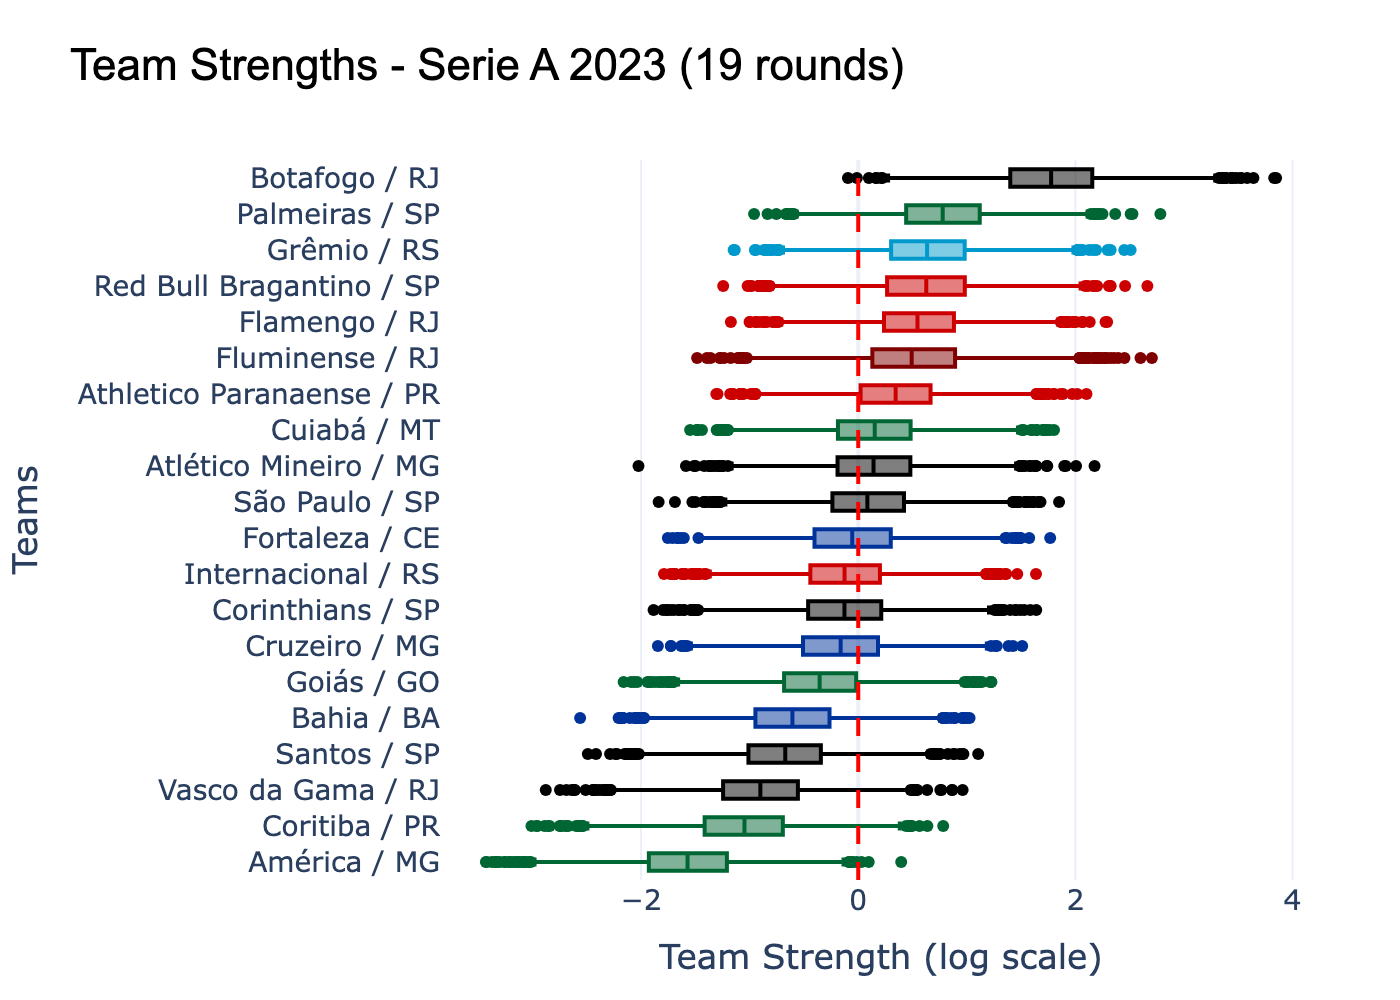 Team Strengths - Serie A 2023 (19 rounds)
Botafogo / RJ
Palmeiras / SP
Grêmio / RS
Red Bull Bragantino / SP
Flamengo / RJ
Fluminense / RJ
Athletico Paranaense / PR
Cuiabá / MT
Atlético Mineiro / MG
São Paulo / SP
Fortaleza / CE
Internacional / RS
Corinthians / SP
Cruzeiro / MG
Goiás / GO
Bahia / BA
Santos / SP
Vasco da Gama / RJ
Coritiba / PR
América / MG
Teams
−2 0 2 4
Team Strength (log scale)